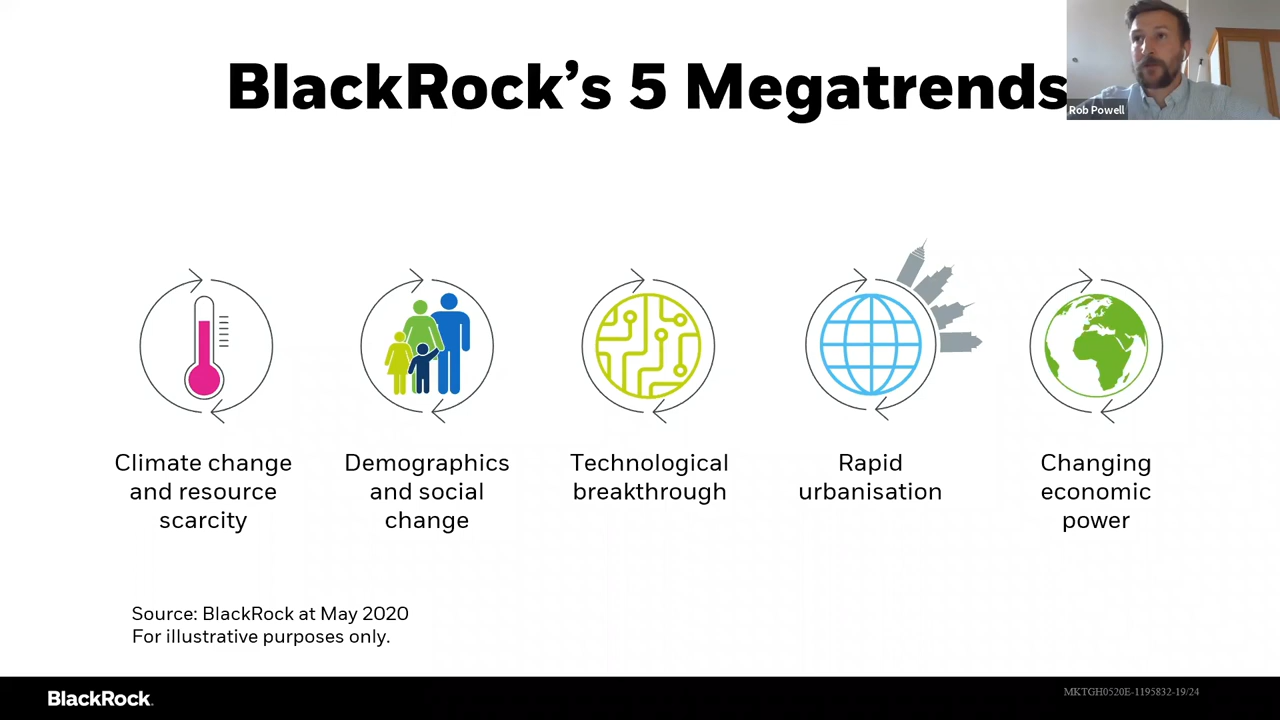 BlackRock’s 5 Megatrends
Rob Powell
Climate change
and resource
scarcity
Demographics
and social
change
Technological
breakthrough
Rapid
urbanisation
Changing
economic
power
Source: BlackRock at May 2020
For illustrative purposes only.
BlackRock.
MKTGH0520E-1195832-19/24